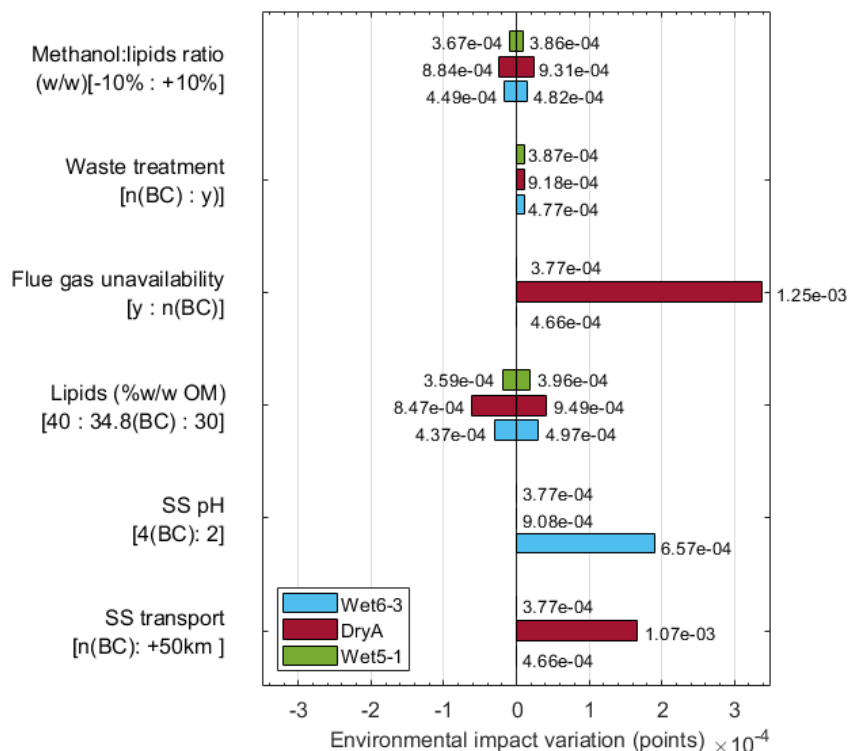 Methanol:lipids ratio
(w/w)[-10% : +10%]
3.67e-04 3.86e-04
8.84e-04 9.31e-04
4.49e-04 4.82e-04
Waste treatment
[n(BC) : y)]
3.87e-04
9.18e-04
4.77e-04
Flue gas unavailability
[y : n(BC)]
3.77e-04
1.25e-03
4.66e-04
Lipids (%w/w OM)
[40 : 34.8(BC) : 30]
3.59e-04 3.96e-04
8.47e-04 9.49e-04
4.37e-04 4.97e-04
SS pH
[4(BC): 2]
3.77e-04
9.08e-04
6.57e-04
SS transport
[n(BC): +50km ]
3.77e-04
1.07e-03
4.66e-04
Wet6-3
DryA
Wet5-1
-3 -2 -1 0 1 2 3
Environmental impact variation (points) ×10⁻⁴